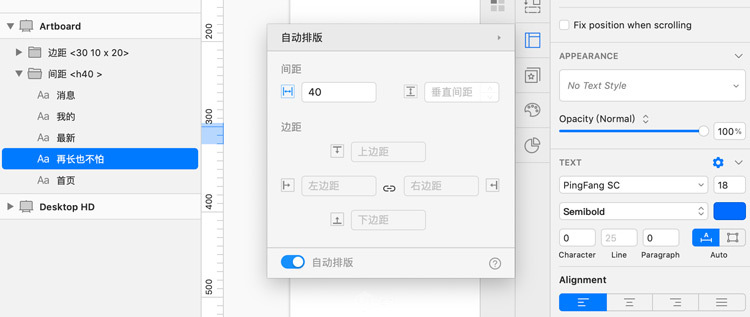 Artboard
边距 <30 10 x 20>
间距 <h40 >
Aa 消息
Aa 我的
Aa 最新
Aa 再长也不怕
Aa 首页
Desktop HD
200
300
400
500
自动排版
间距
40
垂直间距
边距
上边距
左边距
右边距
下边距
自动排版
?
Fix position when scrolling
APPEARANCE
No Text Style
Opacity (Normal)
100%
TEXT
PingFang SC
18
Semibold
0
25
0
A
Character
Line
Paragraph
Auto
Alignment